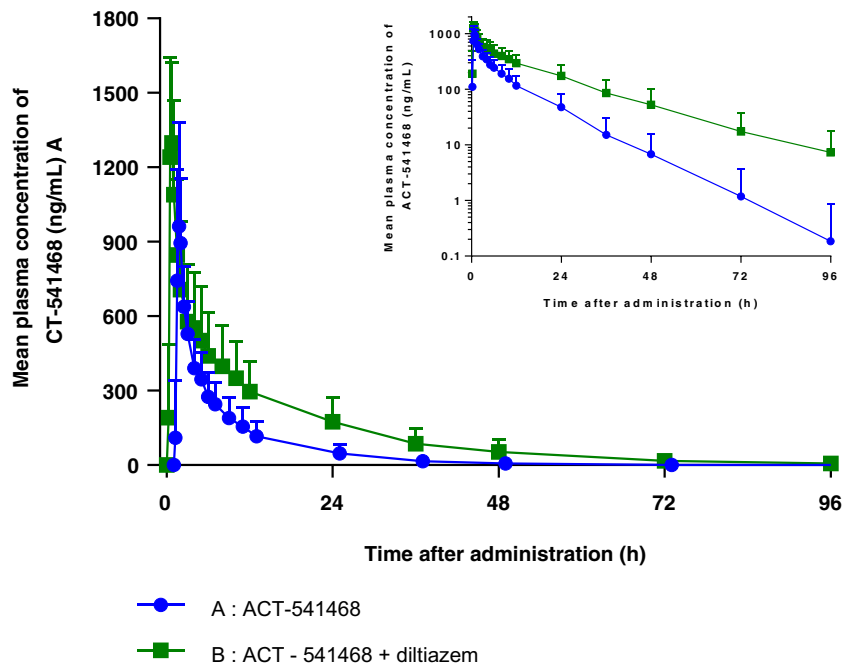 1800
1500
1200
900
600
300
0
Mean plasma concentration of
CT-541468 (ng/mL) A
0
24
48
72
96
Time after administration (h)
1000
100
10
1
0.1
Mean plasma concentration of
ACT-541468 (ng/mL)
0
24
48
72
96
Time after administration (h)
A : ACT-541468
B : ACT - 541468 + diltiazem